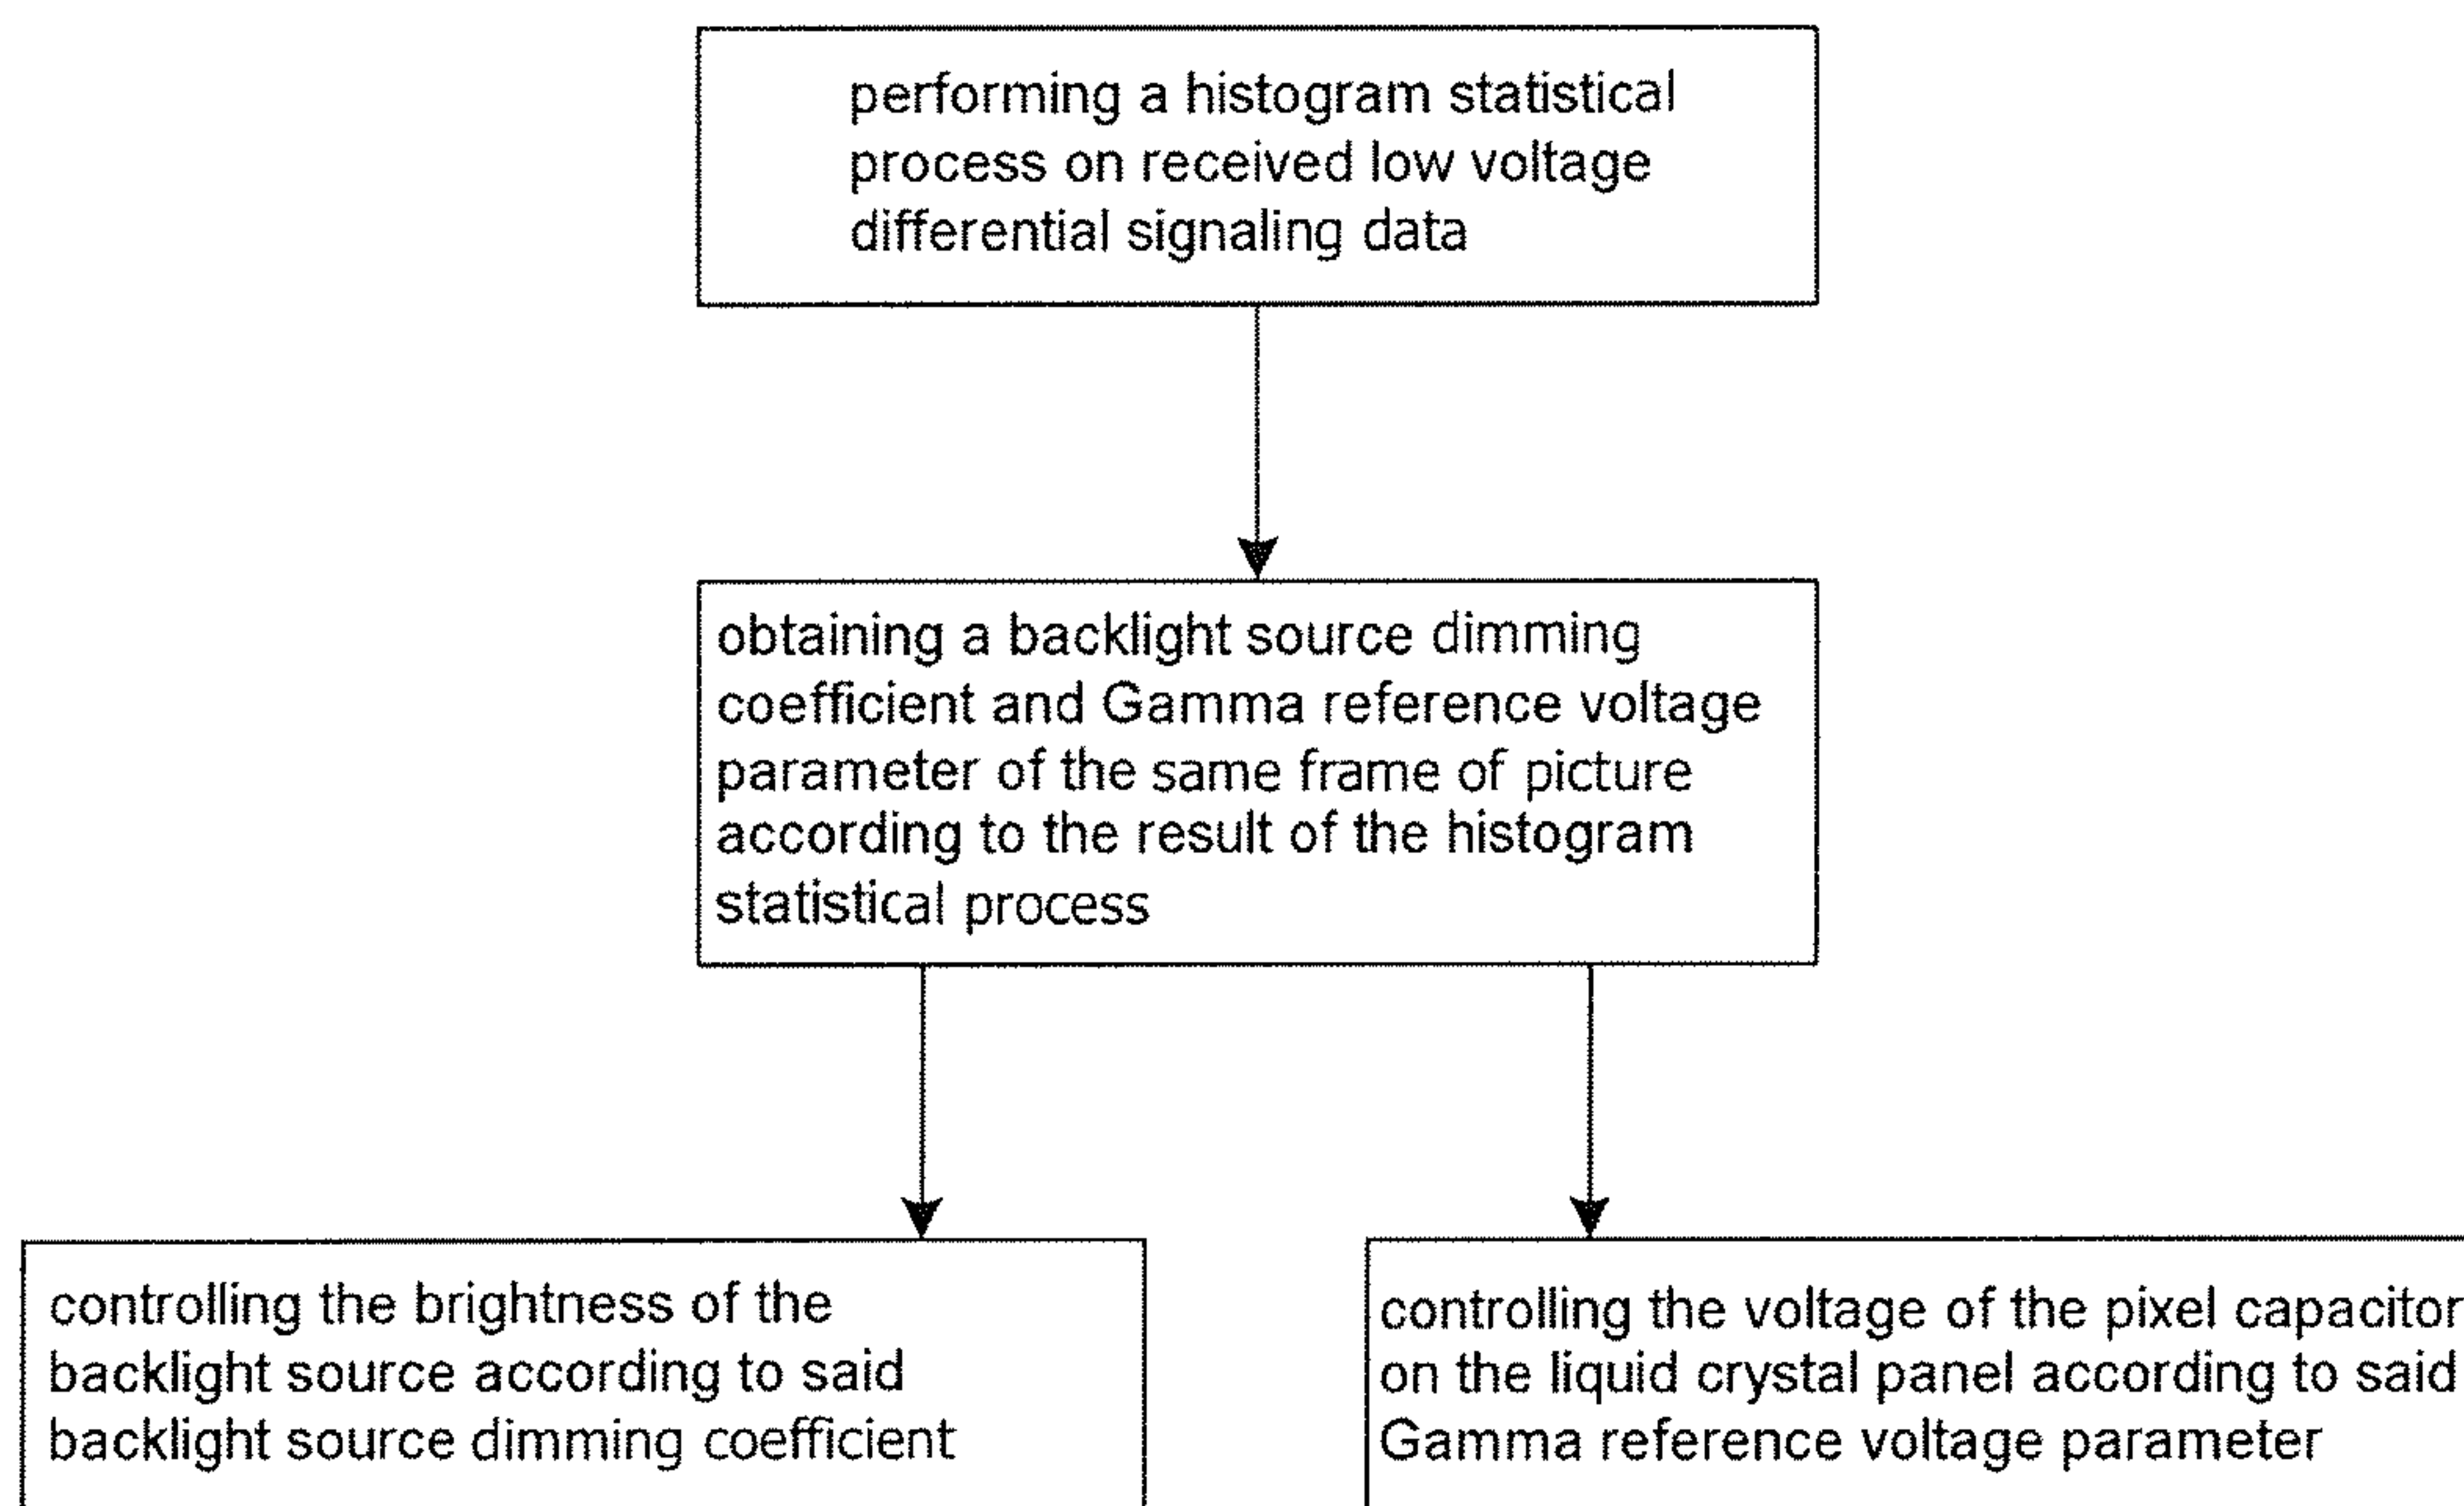 performing a histogram statistical
process on received low voltage
differential signaling data
obtaining a backlight source dimming
coefficient and Gamma reference voltage
parameter of the same frame of picture
according to the result of the histogram
statistical process
controlling the brightness of the
backlight source according to said
backlight source dimming coefficient
controlling the voltage of the pixel capacitor
on the liquid crystal panel according to said
Gamma reference voltage parameter